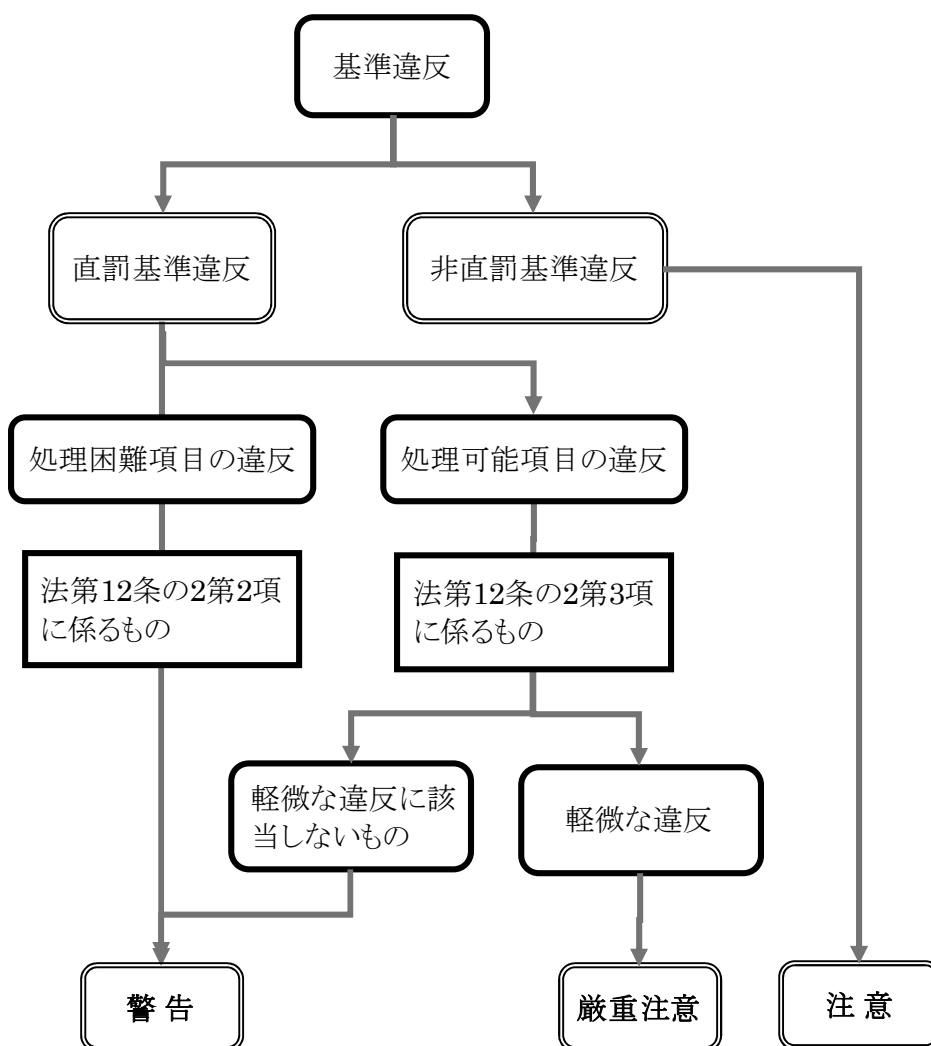 基準違反
直罰基準違反
非直罰基準違反
処理困難項目の違反
処理可能項目の違反
法第12条の2第2項
に係るもの
法第12条の2第3項
に係るもの
軽微な違反に該
当しないもの
軽微な違反
警 告
厳重注意
注 意